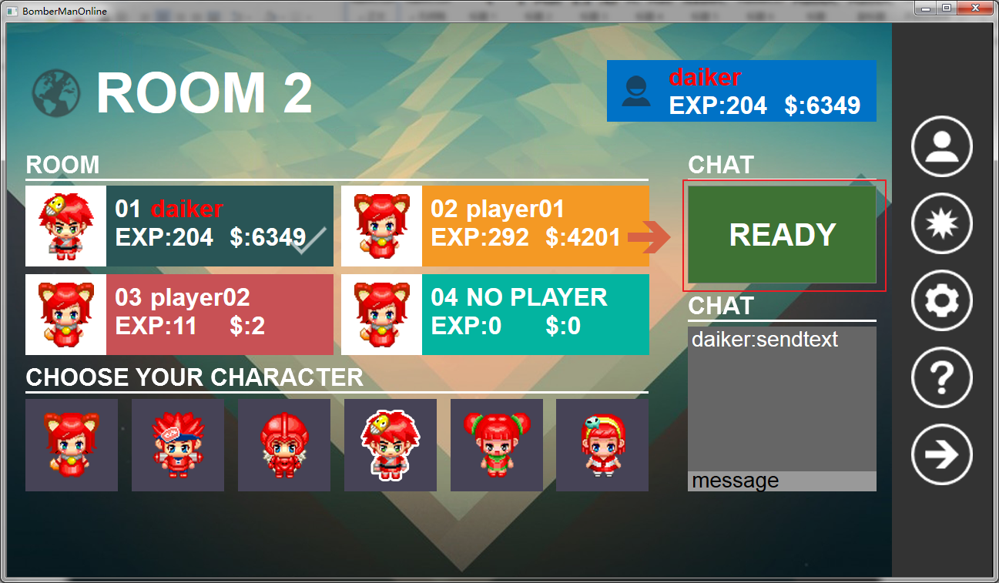 BomberManOnline
ROOM 2
daiker
EXP:204 $:6349
ROOM
01 daiker
EXP:204 $:6349
02 player01
EXP:292 $:4201
03 player02
EXP:11 $:2
04 NO PLAYER
EXP:0 $:0
CHOOSE YOUR CHARACTER
CHAT
READY
CHAT
daiker:sendtext
message